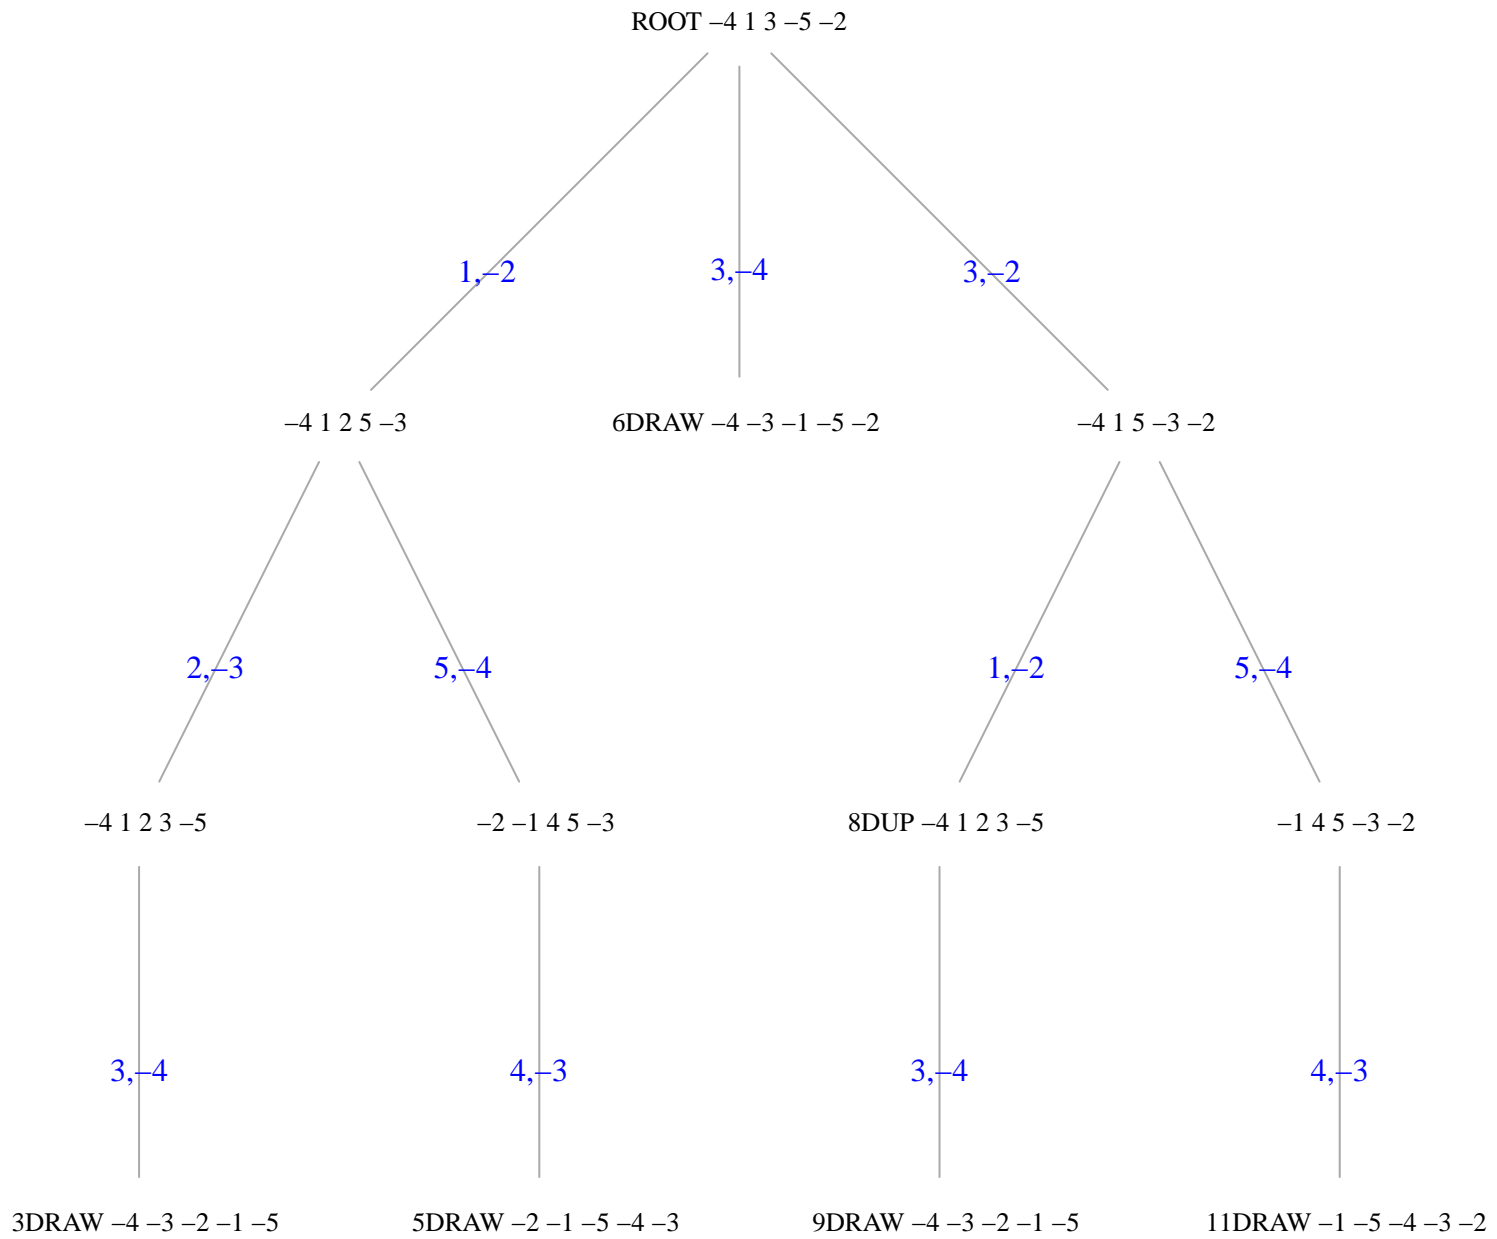 ROOT –4 1 3 –5 –2
1,–2
3,–4
3,–2
–4 1 2 5 –3
6DRAW –4 –3 –1 –5 –2
–4 1 5 –3 –2
2,–3
5,–4
1,–2
5,–4
–4 1 2 3 –5
–2 –1 4 5 –3
8DUP –4 1 2 3 –5
–1 4 5 –3 –2
3,–4
4,–3
3,–4
4,–3
3DRAW –4 –3 –2 –1 –5
5DRAW –2 –1 –5 –4 –3
9DRAW –4 –3 –2 –1 –5
11DRAW –1 –5 –4 –3 –2